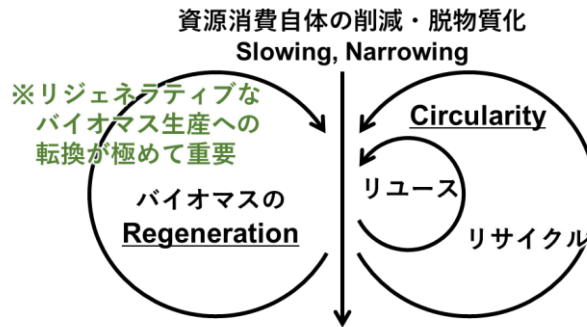 資源消費自体の削減・脱物質化
Slowing, Narrowing
※リジェネラティブな
バイオマス生産への
転換が極めて重要
バイオマスの
Regeneration
Circularity
リユース
リサイクル